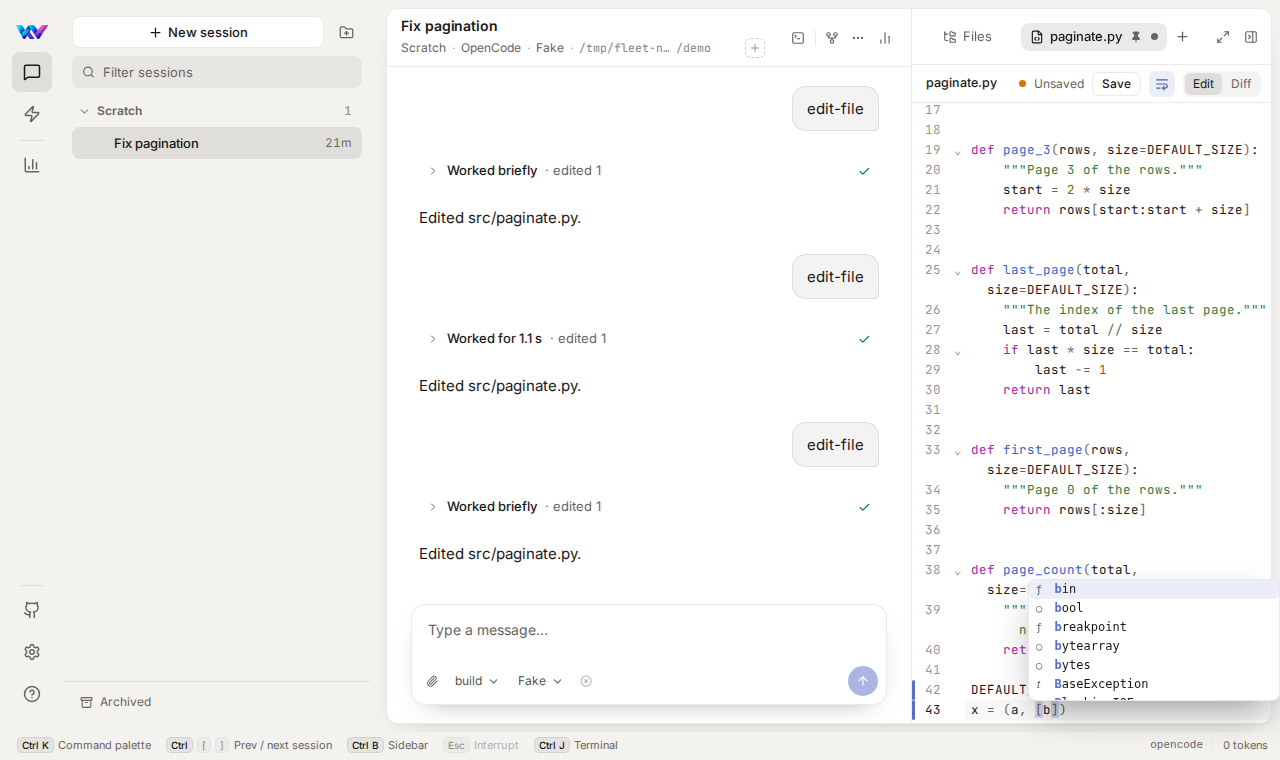 New session
Filter sessions
Scratch 1
Fix pagination 21m
Archived
Fix pagination
Scratch · OpenCode · Fake · /tmp/fleet-n… /demo
edit-file
Worked briefly · edited 1
Edited src/paginate.py.
edit-file
Worked for 1.1 s · edited 1
Edited src/paginate.py.
edit-file
Worked briefly · edited 1
Edited src/paginate.py.
Type a message...
build Fake
Files paginate.py
paginate.py Unsaved Save Edit Diff
17
18
19 def page_3(rows, size=DEFAULT_SIZE):
20 """Page 3 of the rows."""
21 start = 2 * size
22 return rows[start:start + size]
23
24
25 def last_page(total,
size=DEFAULT_SIZE):
26 """The index of the last page."""
27 last = total // size
28 if last * size == total:
29 last -= 1
30 return last
31
32
33 def first_page(rows,
size=DEFAULT_SIZE):
34 """Page 0 of the rows."""
35 return rows[:size]
36
37
38 def page_count(total,
size=
39 """
n
40 ret
41
42 DEFAULT_
43 x = (a, [b])
bin
bool
breakpoint
bytearray
bytes
BaseException
Ctrl K Command palette Ctrl [ ] Prev / next session Ctrl B Sidebar Esc Interrupt Ctrl J Terminal
opencode 0 tokens